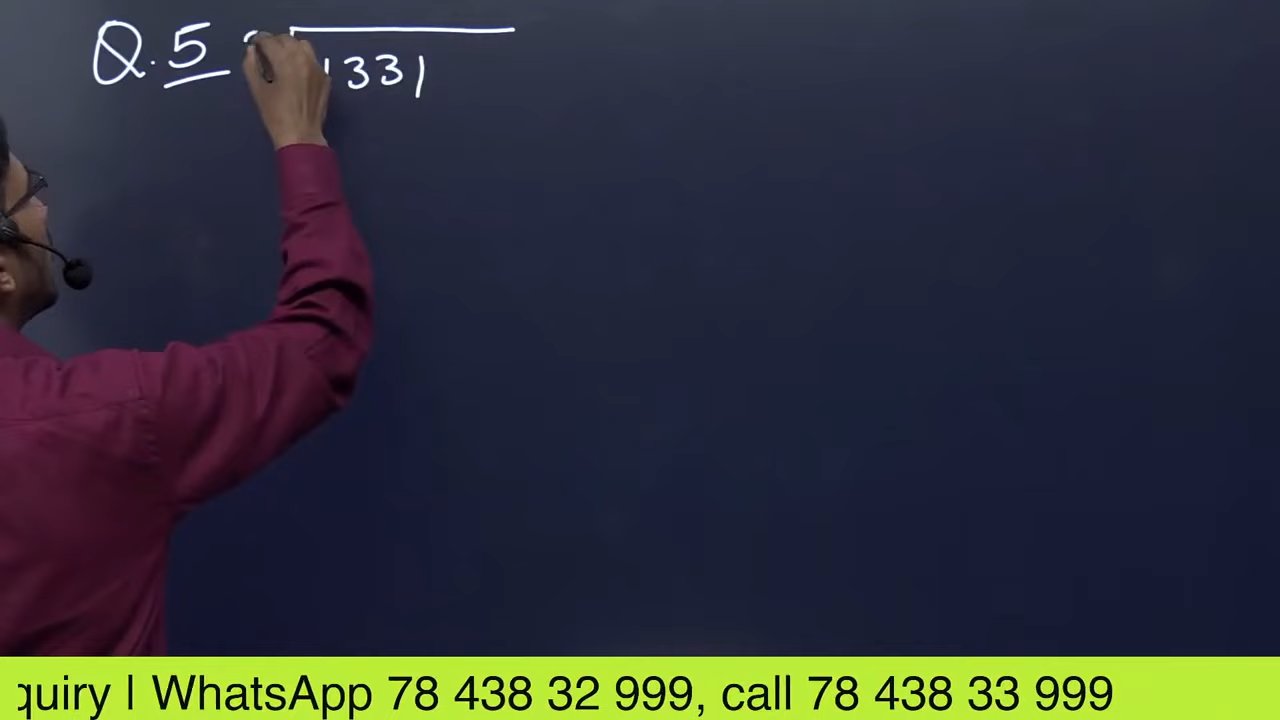 Q.5 √1331
quiry | WhatsApp 78 438 32 999, call 78 438 33 999